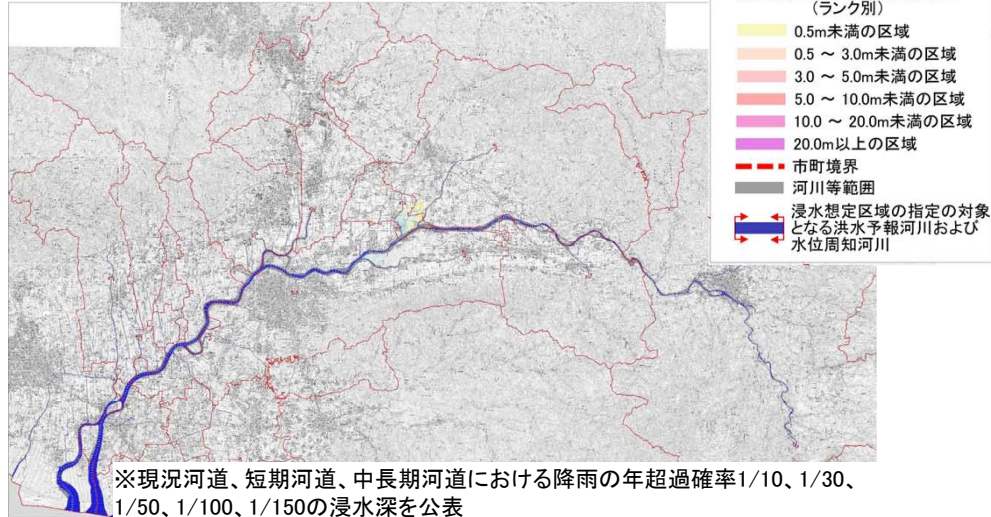 (ランク別)
0.5m未満の区域
0.5 ～ 3.0m未満の区域
3.0 ～ 5.0m未満の区域
5.0 ～ 10.0m未満の区域
10.0 ～ 20.0m未満の区域
20.0m以上の区域
市町境界
河川等範囲
浸水想定区域の指定の対象
となる洪水予報河川および
水位周知河川
※現況河道、短期河道、中長期河道における降雨の年超過確率1/10、1/30、
1/50、1/100、1/150の浸水深を公表